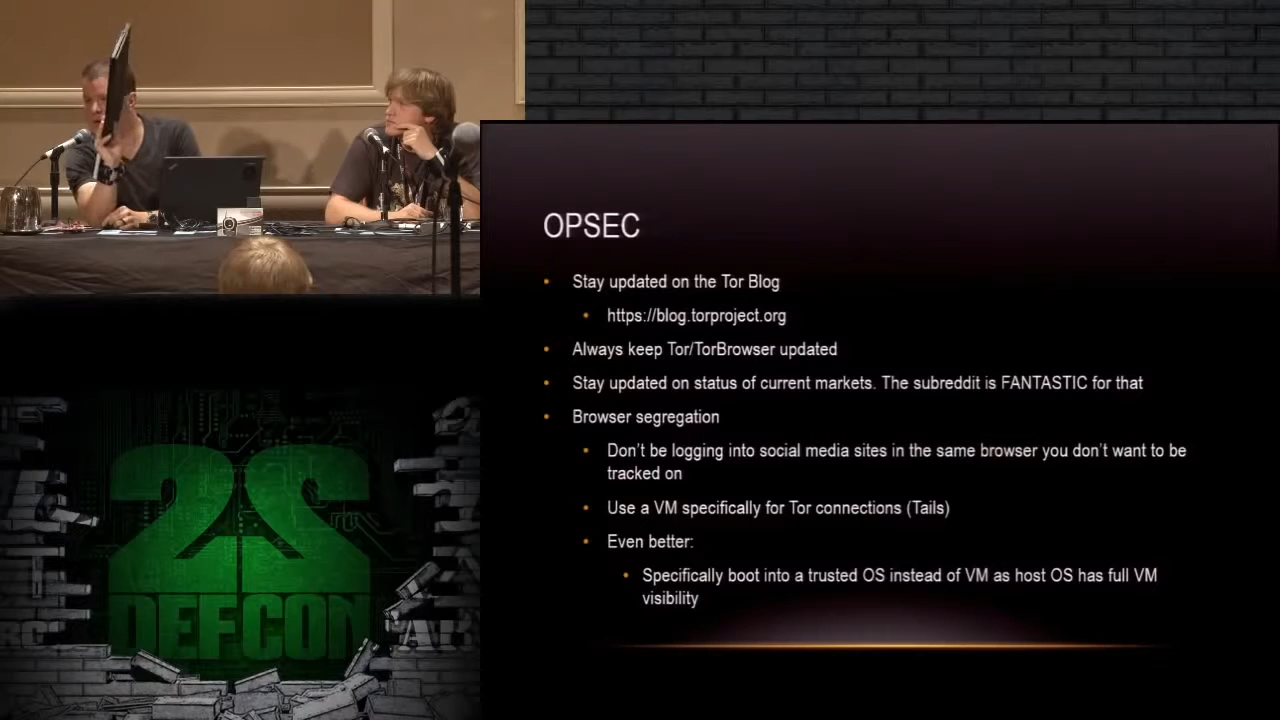 OPSEC
• Stay updated on the Tor Blog
• https://blog.torproject.org
• Always keep Tor/TorBrowser updated
• Stay updated on status of current markets. The subreddit is FANTASTIC for that
• Browser segregation
• Don't be logging into social media sites in the same browser you don't want to be
tracked on
• Use a VM specifically for Tor connections (Tails)
• Even better:
• Specifically boot into a trusted OS instead of VM as host OS has full VM
visibility
22
DEFCON